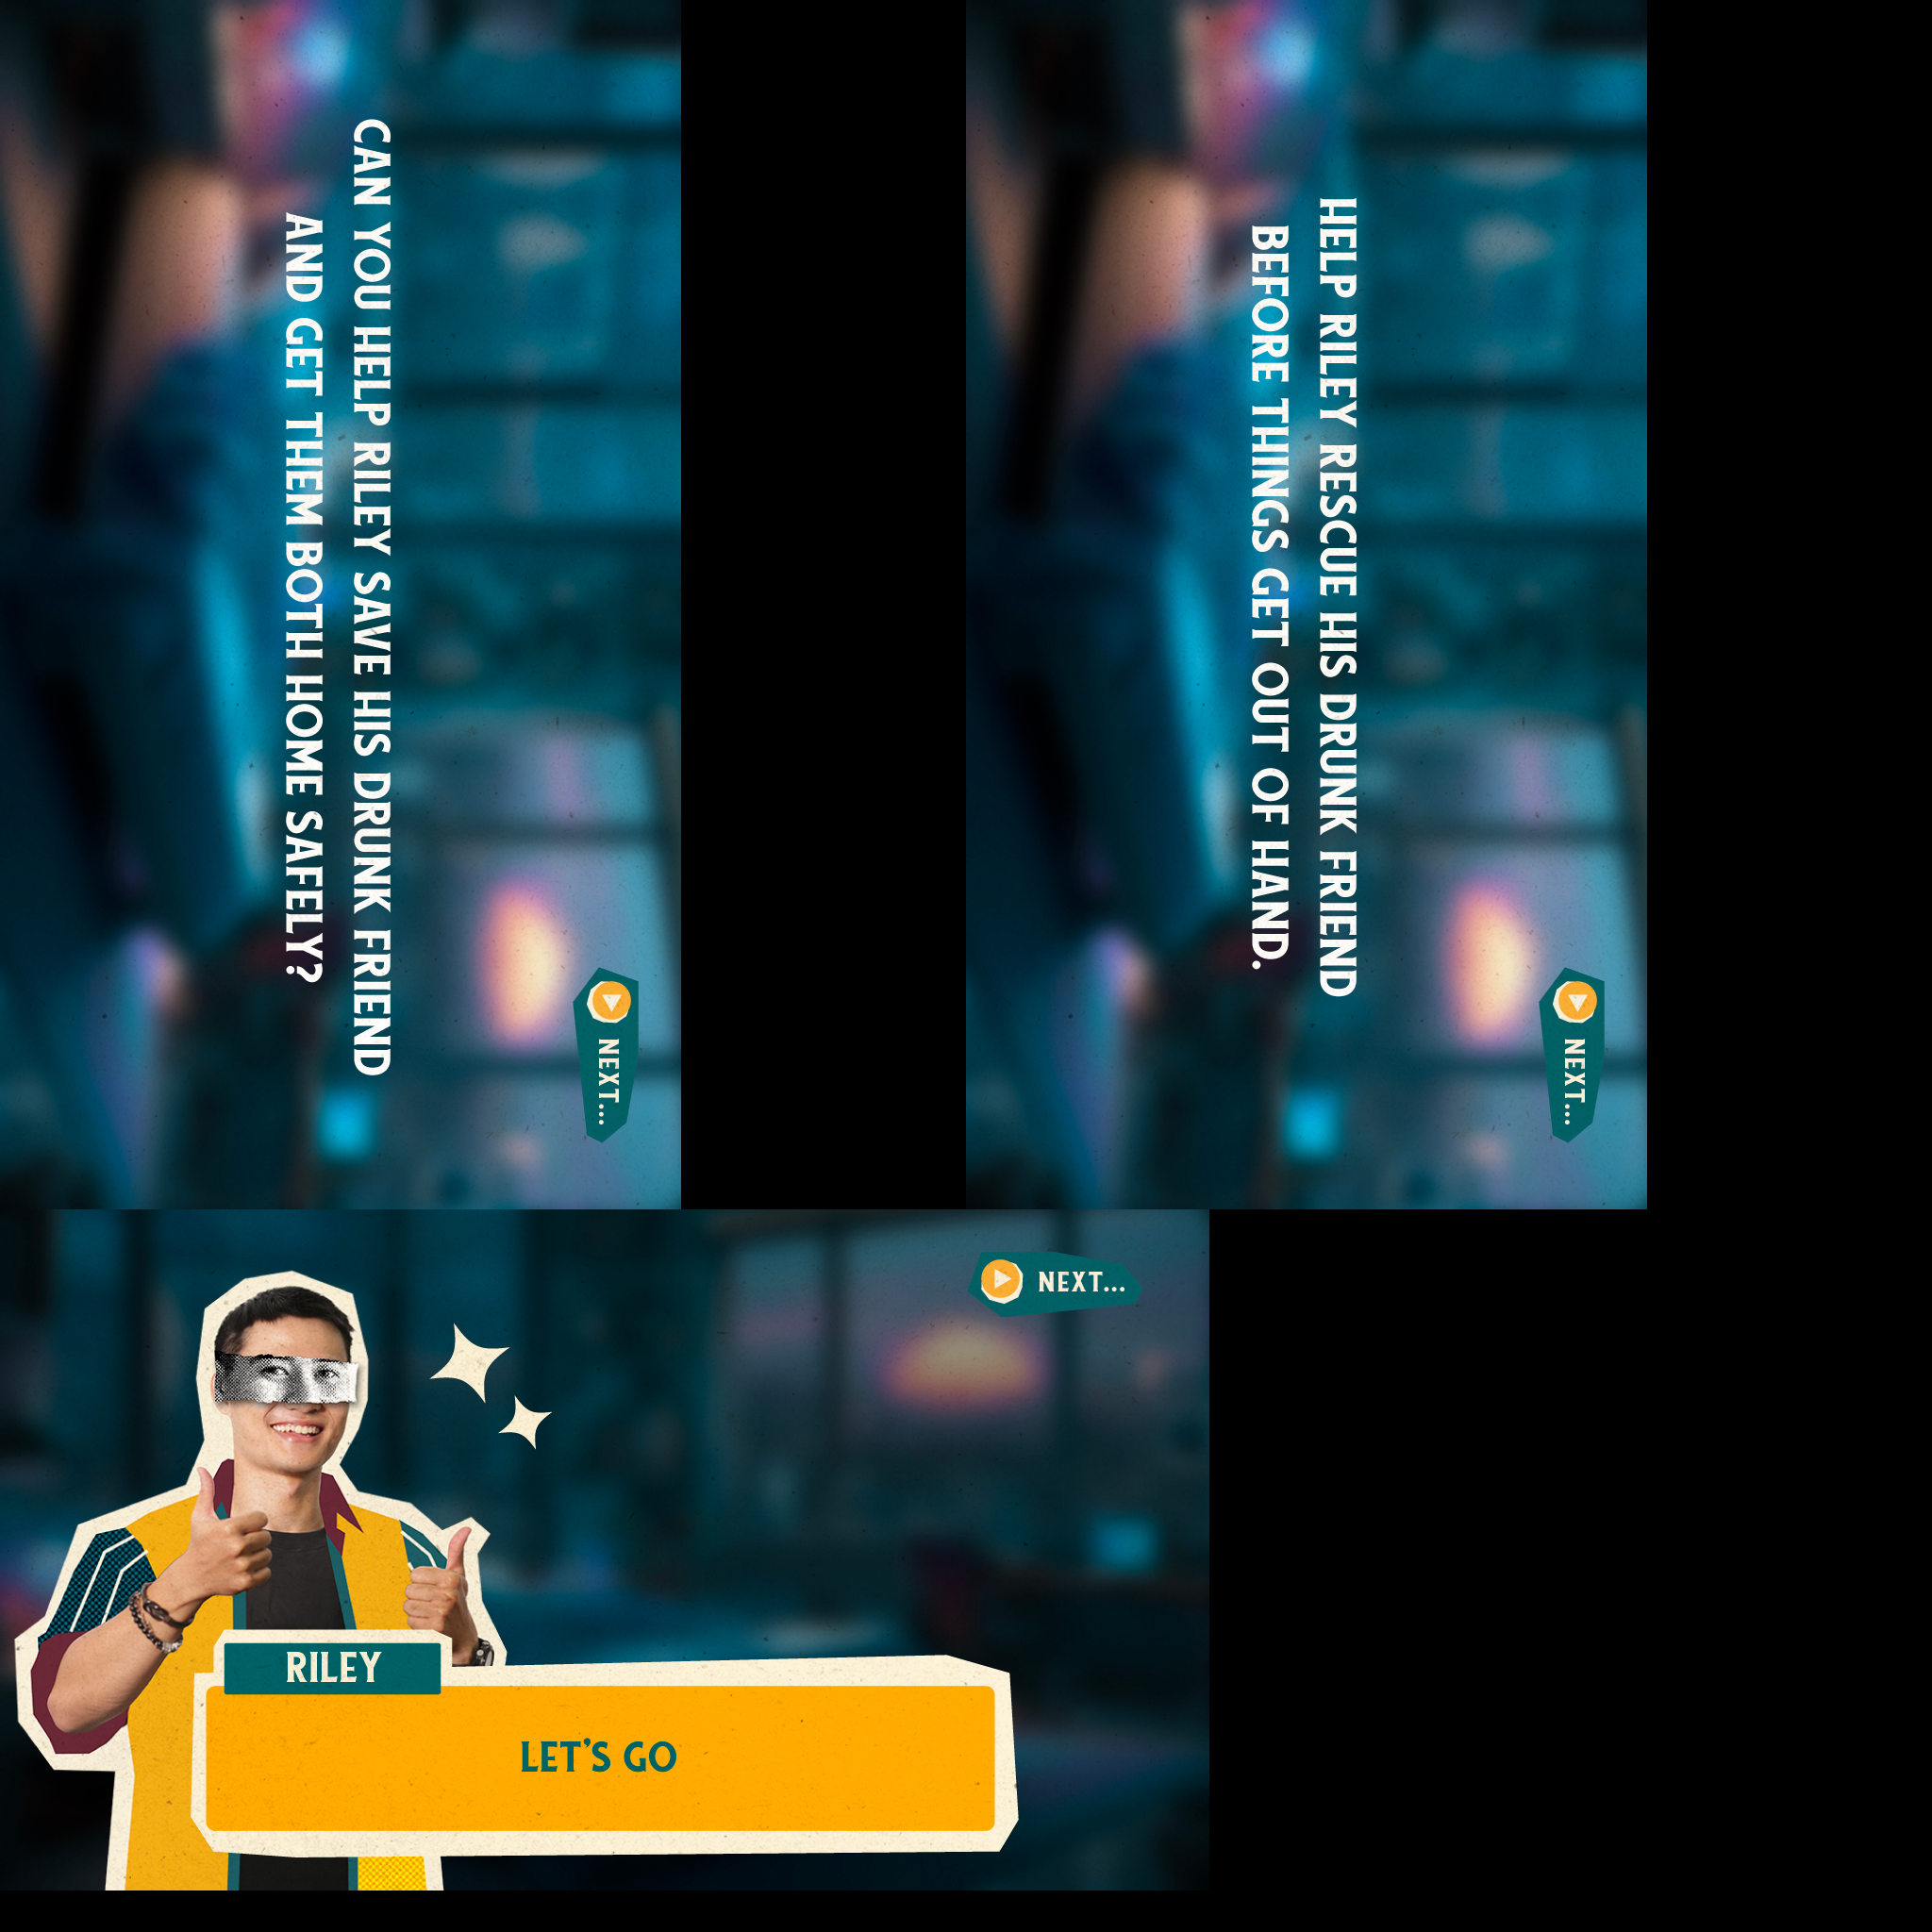 CAN YOU HELP RILEY SAVE HIS DRUNK FRIEND
AND GET THEM BOTH HOME SAFELY?
NEXT...
HELP RILEY RESCUE HIS DRUNK FRIEND
BEFORE THINGS GET OUT OF HAND.
NEXT...
NEXT...
RILEY
LET'S GO